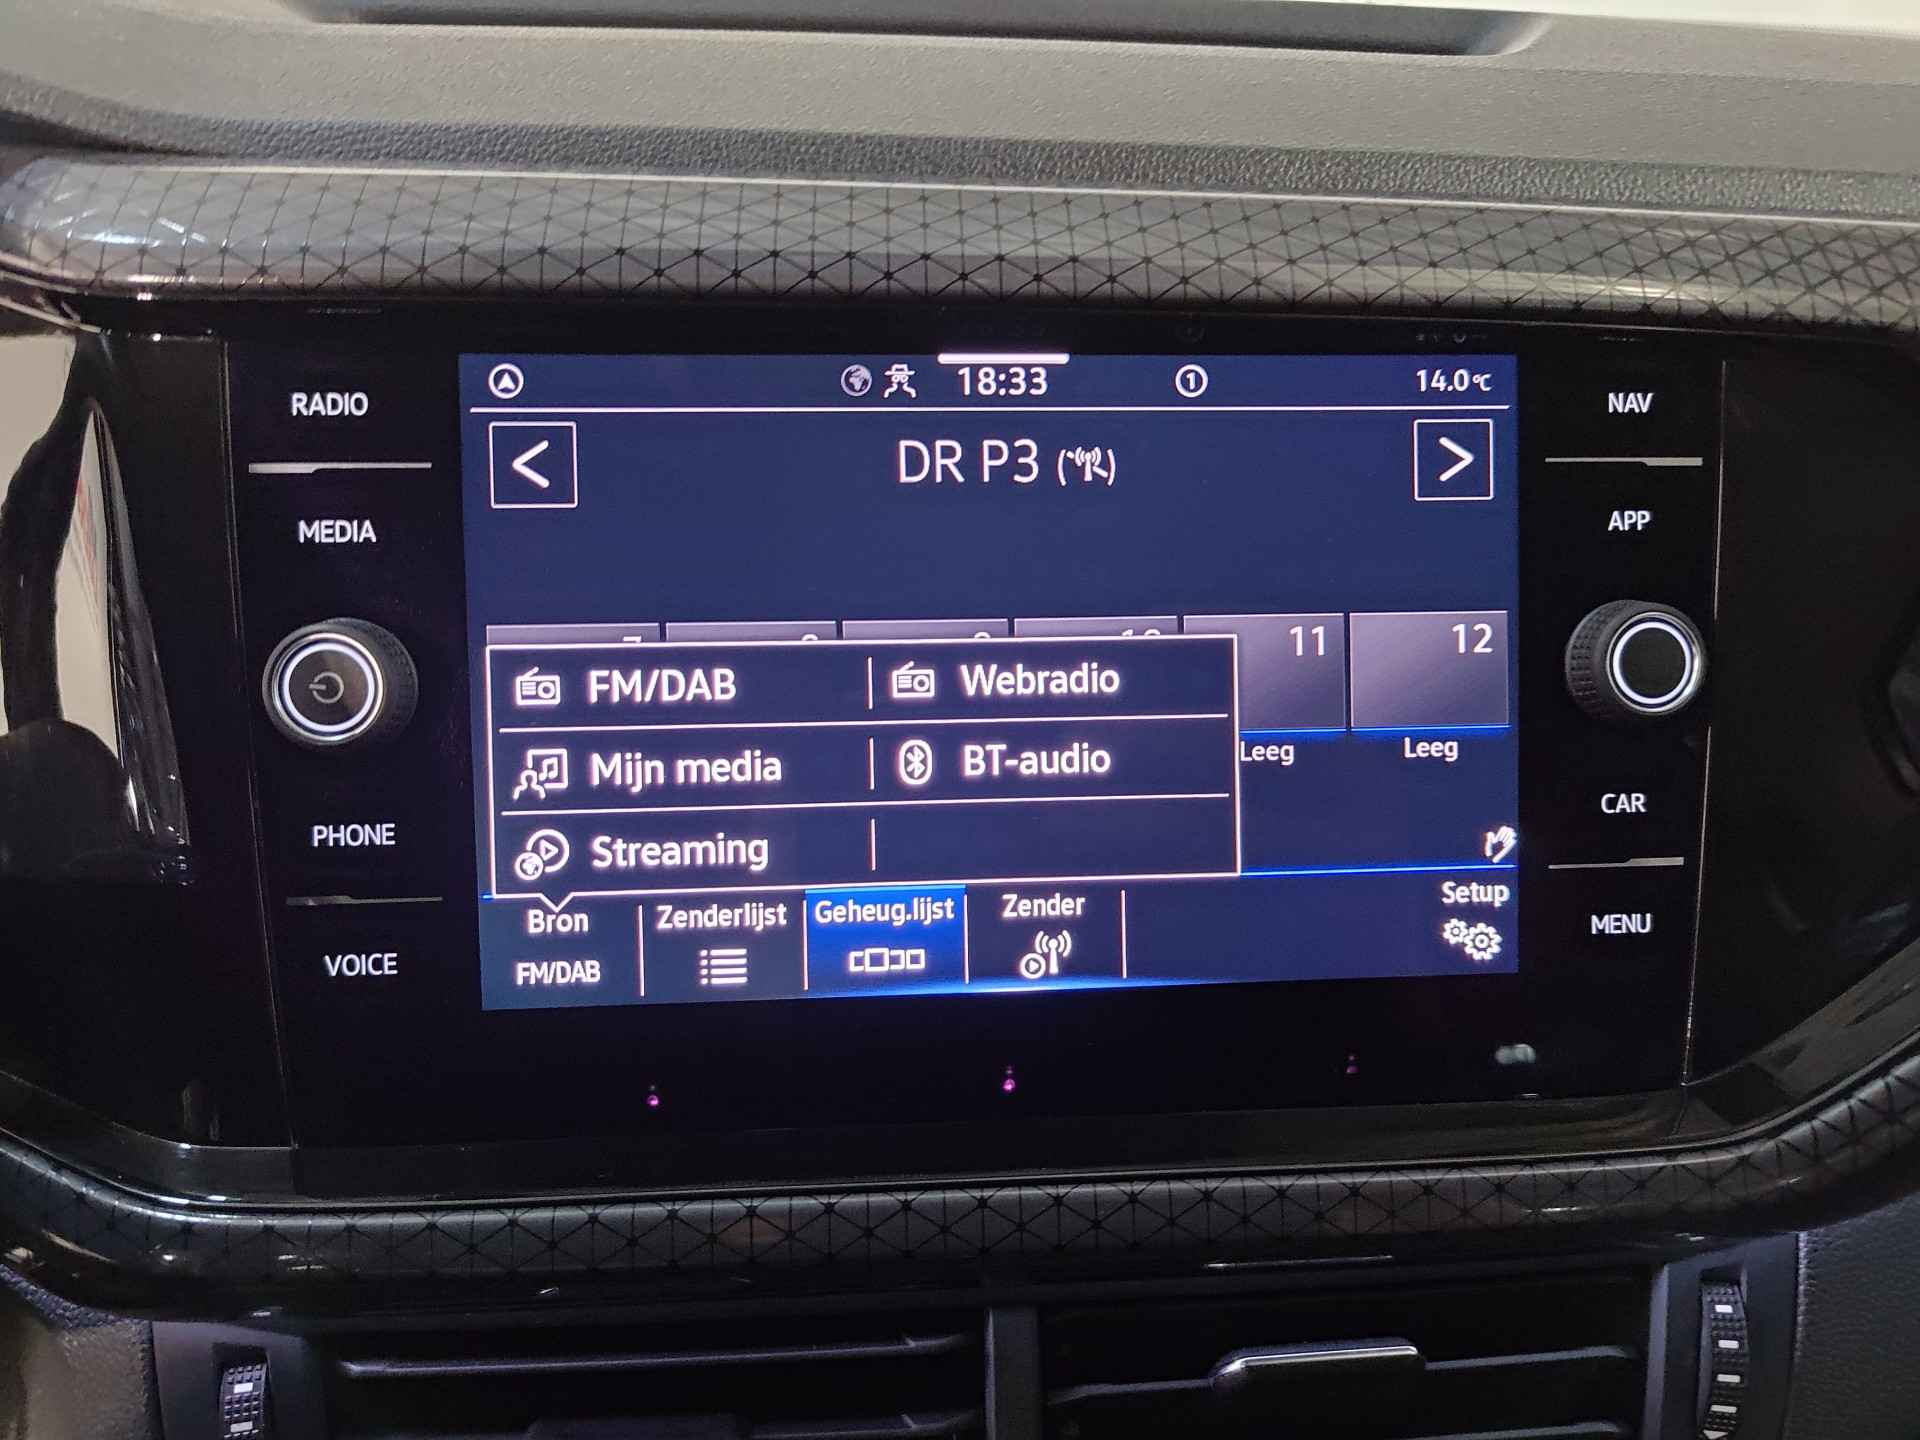 RADIO
MEDIA
PHONE
VOICE
18:33
1
14.0°C
< DR P3 >
11
12
FM/DAB
Webradio
Mijn media
BT-audio
Streaming
Leeg
Leeg
Bron
FM/DAB
Zenderlijst
Geheug.lijst
Zender
Setup
NAV
APP
CAR
MENU